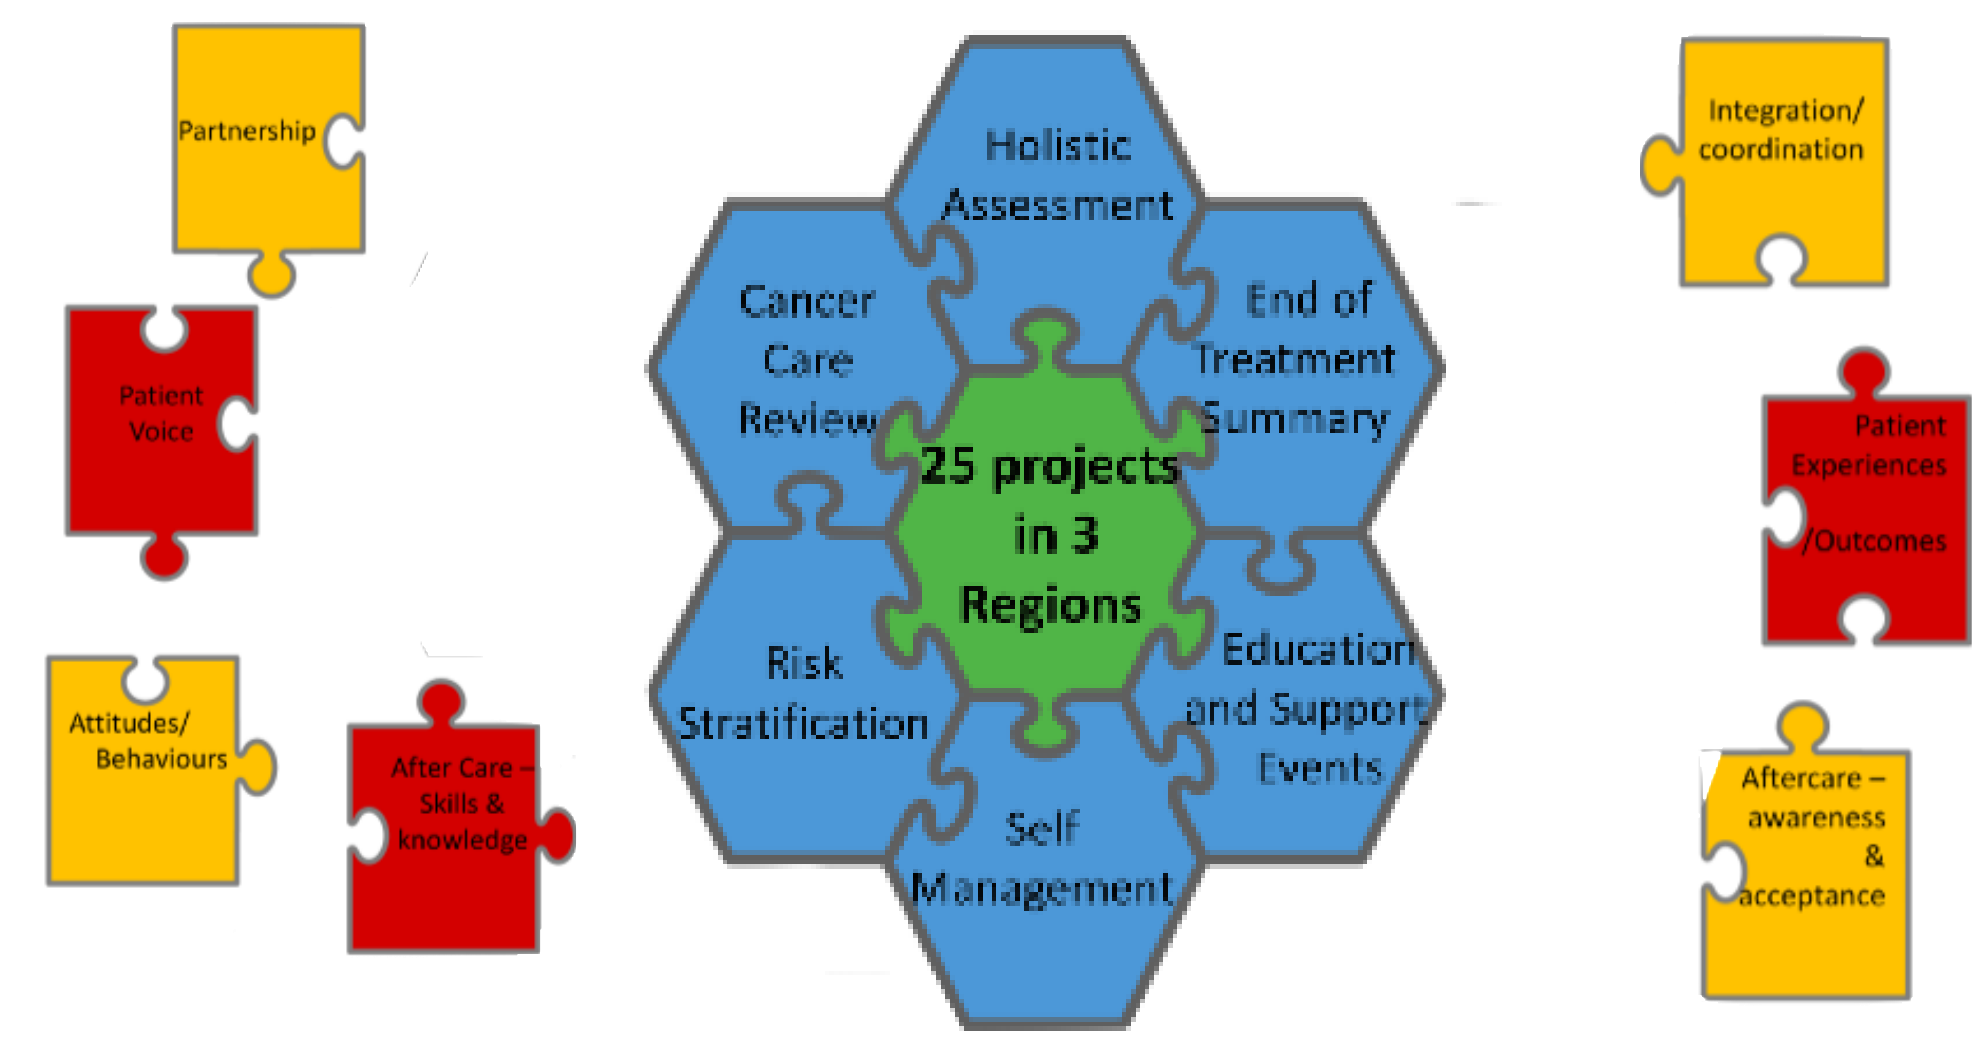 Partnership
Patient
Voice
Attitudes/
Behaviours
After Care –
Skills &
knowledge
Holistic
Assessment
Cancer
Care
Review
End of
Treatment
Summary
25 projects
in 3
Regions
Risk
Stratification
Education
and Support
Events
Self
Management
Integration/
coordination
Patient
Experiences
/Outcomes
Aftercare –
awareness
&
acceptance